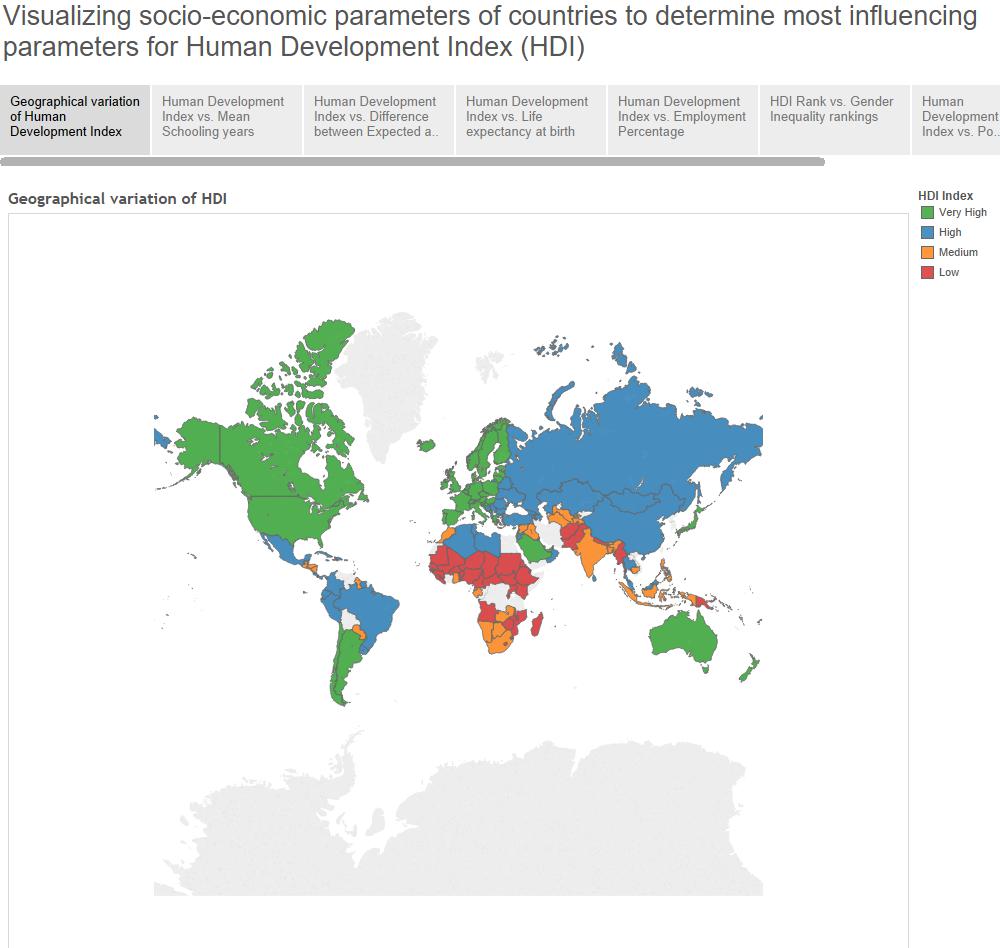 Visualizing socio-economic parameters of countries to determine most influencing
parameters for Human Development Index (HDI)
Geographical variation
of Human
Development Index
Human Development
Index vs. Mean
Schooling years
Human Development
Index vs. Difference
between Expected a..
Human Development
Index vs. Life
expectancy at birth
Human Development
Index vs. Employment
Percentage
HDI Rank vs. Gender
Inequality rankings
Human
Development
Index vs. Po..
Geographical variation of HDI
HDI Index
Very High
High
Medium
Low